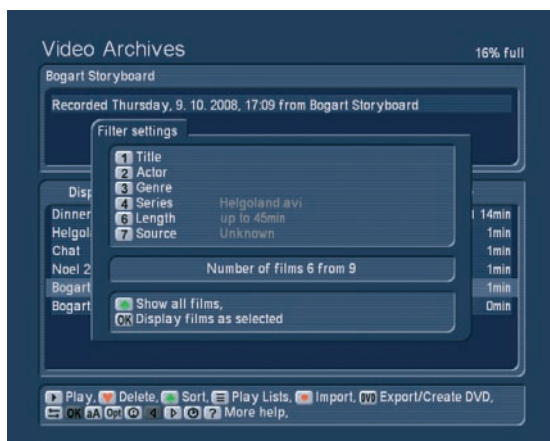 Video Archives
16% full
Bogart Storyboard
Recorded Thursday, 9. 10. 2008, 17:09 from Bogart Storyboard
Filter settings
1 Title
2 Actor
3 Genre
4 Series Helgoland.avi
6 Length up to 45min
7 Source Unknown
Number of films 6 from 9
Show all films,
OK Display films as selected
Disp
Dinner 14min
Helgol 1min
Chat 1min
Noel 2 1min
Bogart 1min
Bogart 0min
Play, Delete, Sort, Play Lists, Import, DVD Export/Create DVD,
OK aA Opt ? More help,